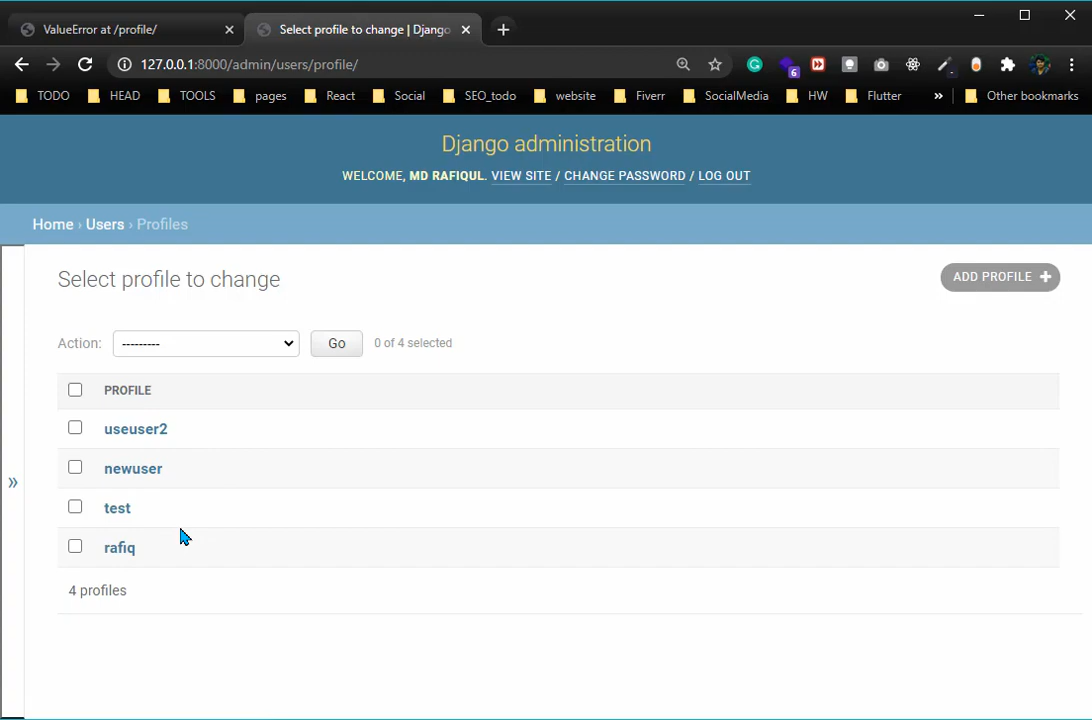 ValueError at /profile/
Select profile to change | Django
127.0.0.1:8000/admin/users/profile/
6
TODO HEAD TOOLS pages React Social SEO_todo website Fiverr SocialMedia HW Flutter » Other bookmarks
Django administration
WELCOME, MD RAFIQUL. VIEW SITE / CHANGE PASSWORD / LOG OUT
Home › Users › Profiles
Select profile to change
ADD PROFILE +
Action: --------- Go 0 of 4 selected
PROFILE
useuser2
newuser
»
test
rafiq
4 profiles